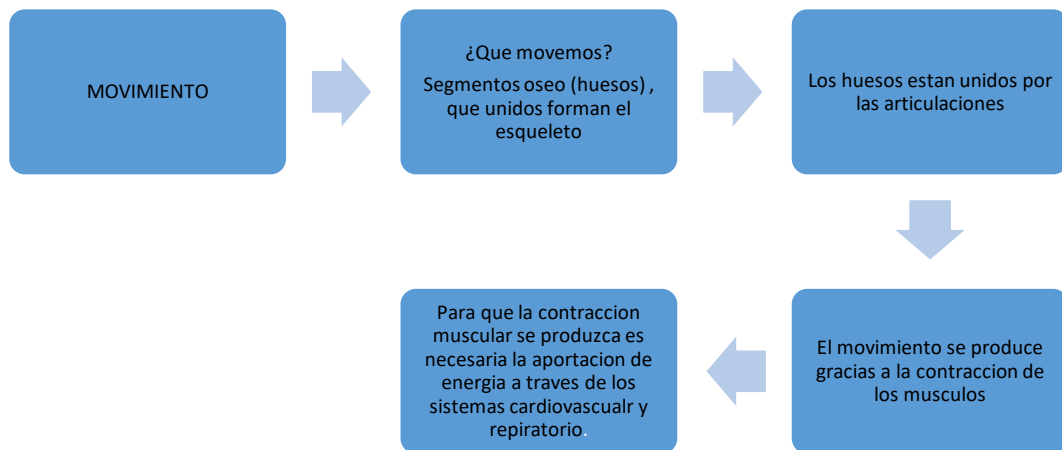 MOVIMIENTO
¿Que movemos?
Segmentos oseo (huesos) ,
que unidos forman el
esqueleto
Los huesos estan unidos por
las articulaciones
El movimiento se produce
gracias a la contraccion de
los musculos
Para que la contraccion
muscular se produzca es
necesaria la aportacion de
energia a traves de los
sistemas cardiovascualr y
repiratorio.